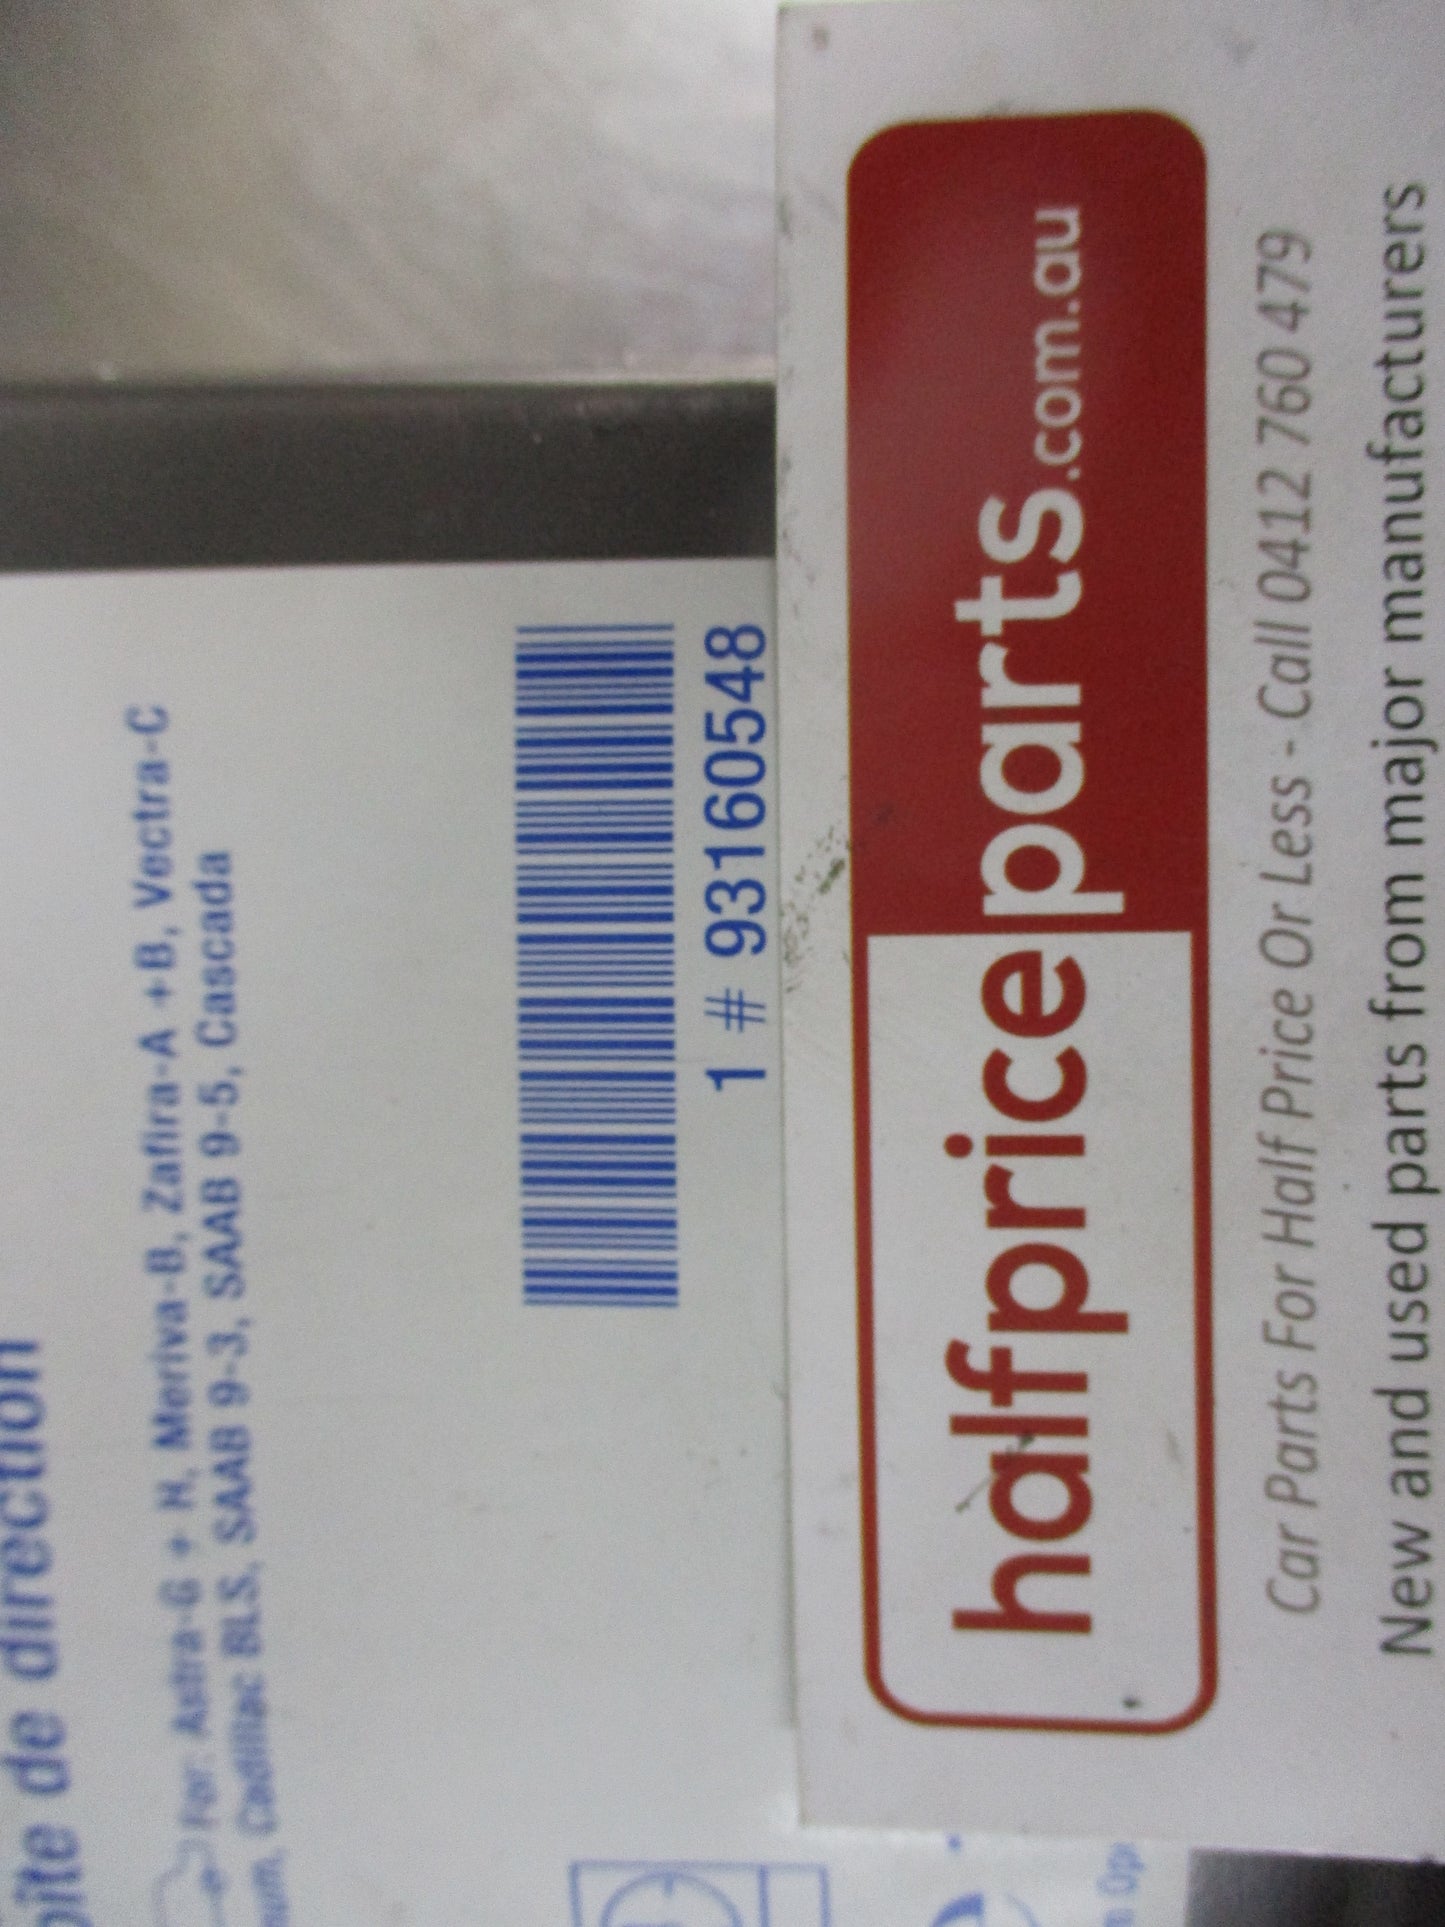 de direction
For: Astra-G + H, Meriva-B, Zafira-A +B, Vectra-C
Cadillac BLS, SAAB 9-3, SAAB 9-5, Cascada
1 # 93160548
halfpriceparts.com.au
Car Parts For Half Price Or Less - Call 0412 760 479
New and used parts from major manufacturers